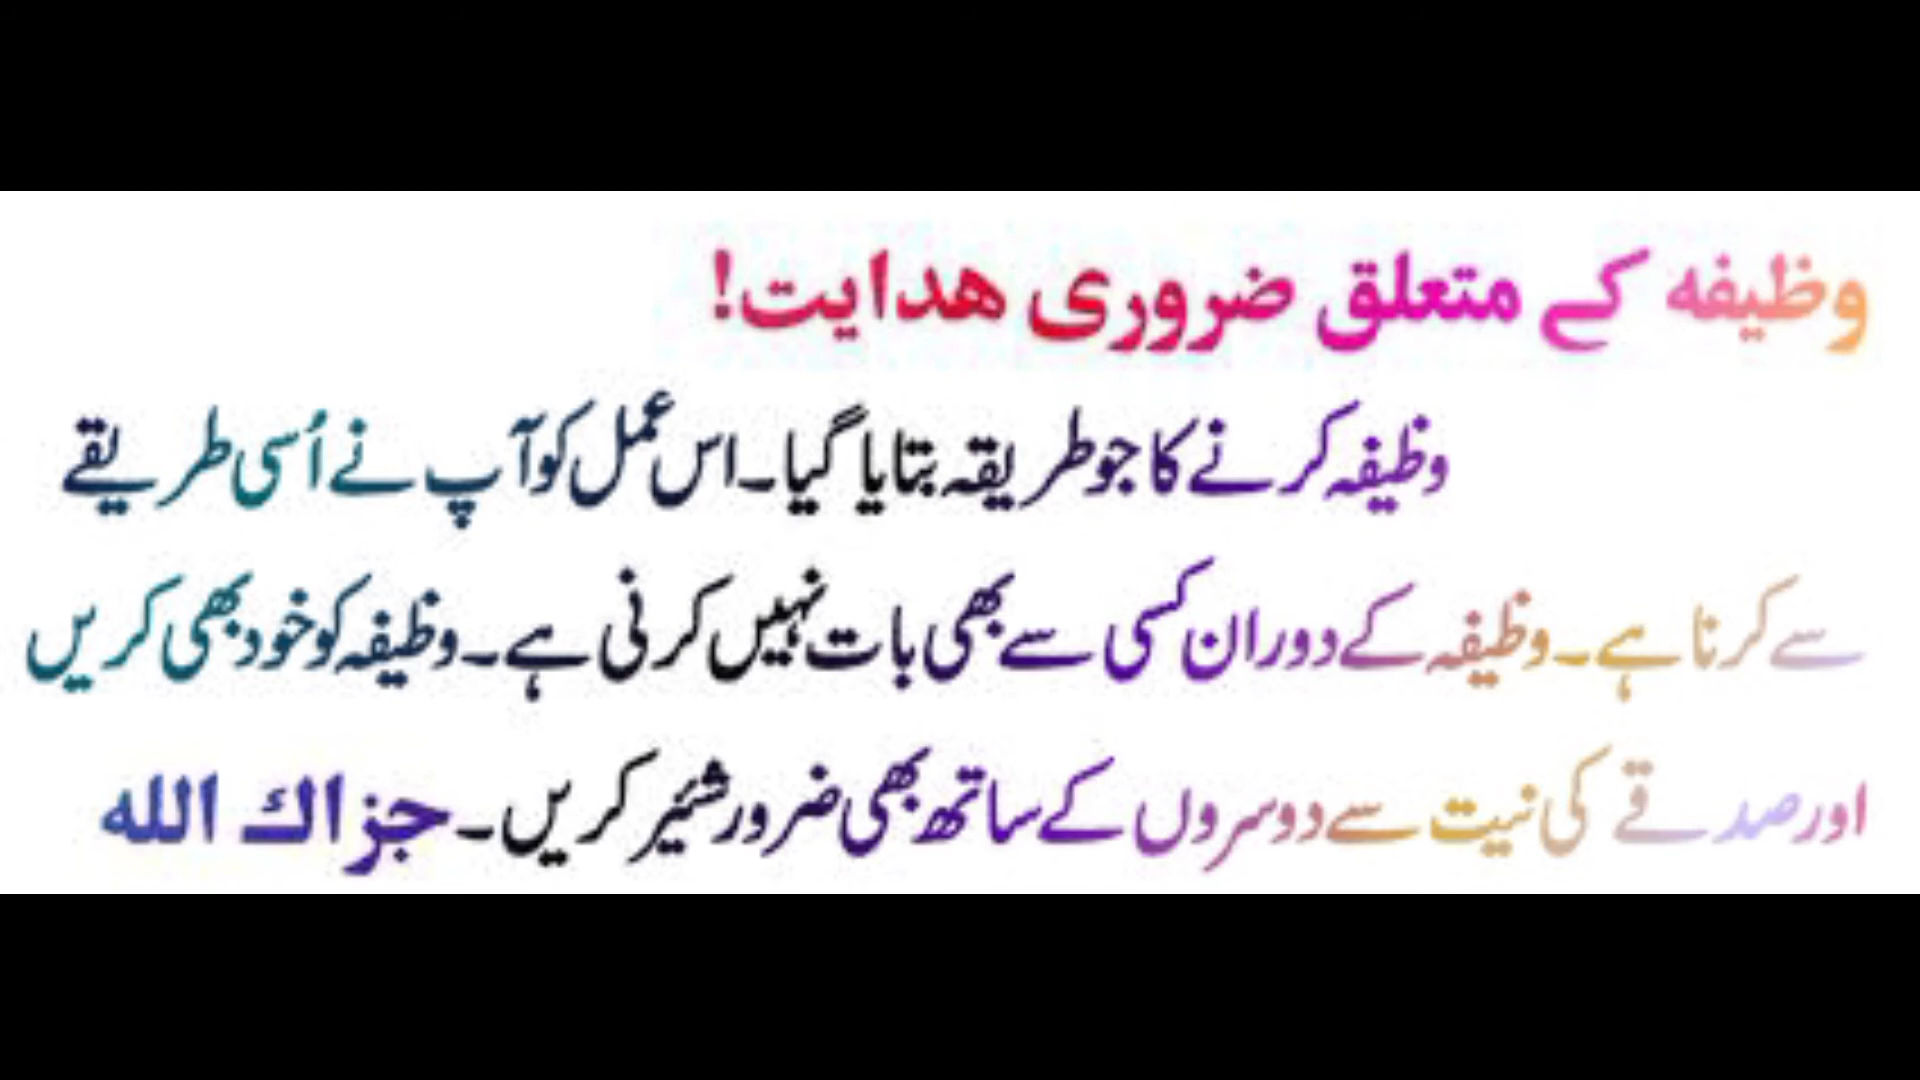 وظیفہ کے متعلق ضروری ھدایت!
وظیفہ کرنے کا جو طریقہ بتایا گیا۔ اس عمل کو آپ نے اُسی طریقے
سے کرنا ہے۔ وظیفہ کے دوران کسی سے بھی بات نہیں کرنی ہے۔ وظیفہ کو خود بھی کریں
اور صدقے کی نیت سے دوسروں کے ساتھ بھی ضرور شئیر کریں۔ جزاك الله